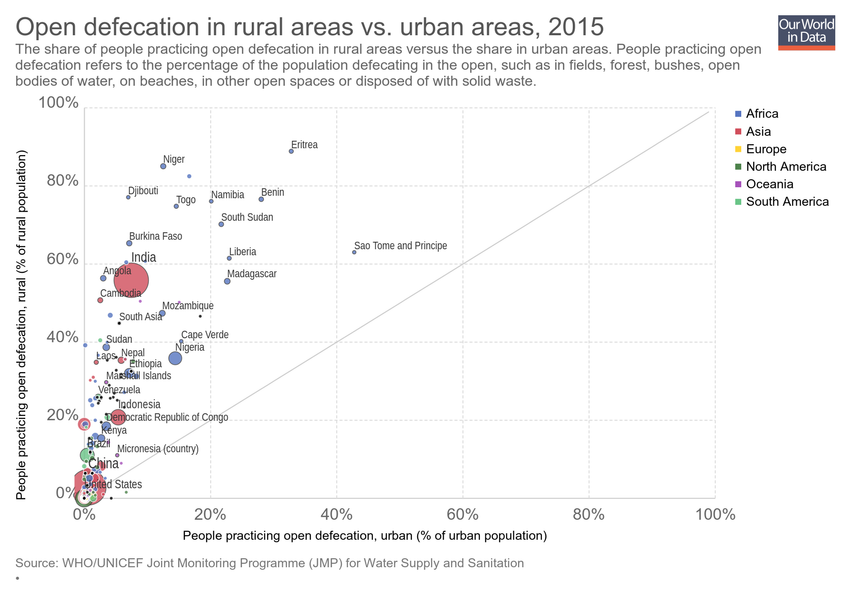 Open defecation in rural areas vs. urban areas, 2015
Our World
in Data
The share of people practicing open defecation in rural areas versus the share in urban areas. People practicing open
defecation refers to the percentage of the population defecating in the open, such as in fields, forest, bushes, open
bodies of water, on beaches, in other open spaces or disposed of with solid waste.
100%
Africa
Asia
Europe
North America
Oceania
South America
Eritrea
Niger
80%
Djibouti
Togo
Namibia
Benin
South Sudan
Burkina Faso
Sao Tome and Principe
Liberia
India
60%
Angola
Madagascar
Cambodia
Mozambique
South Asia
Cape Verde
40%
Sudan
Nigeria
Laos
Nepal
Ethiopia
Marshall Islands
Venezuela
Indonesia
20%
Democratic Republic of Congo
Kenya
Brazil
Micronesia (country)
China
United States
0%
0%
20%
40%
60%
80%
100%
People practicing open defecation, rural (% of rural population)
People practicing open defecation, urban (% of urban population)
Source: WHO/UNICEF Joint Monitoring Programme (JMP) for Water Supply and Sanitation
•